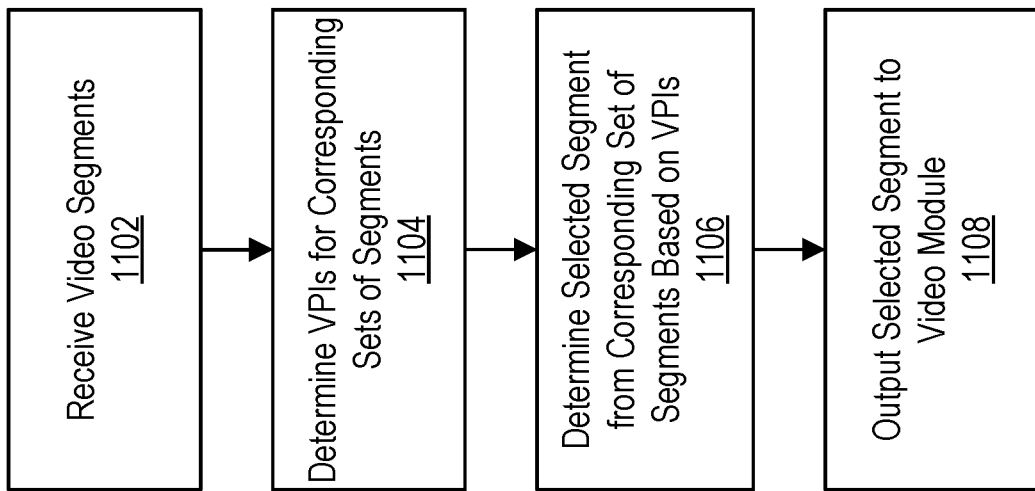 Receive Video Segments
1102
Determine VPIs for Corresponding
Sets of Segments
1104
Determine Selected Segment
from Corresponding Set of
Segments Based on VPIs
1106
Output Selected Segment to
Video Module
1108